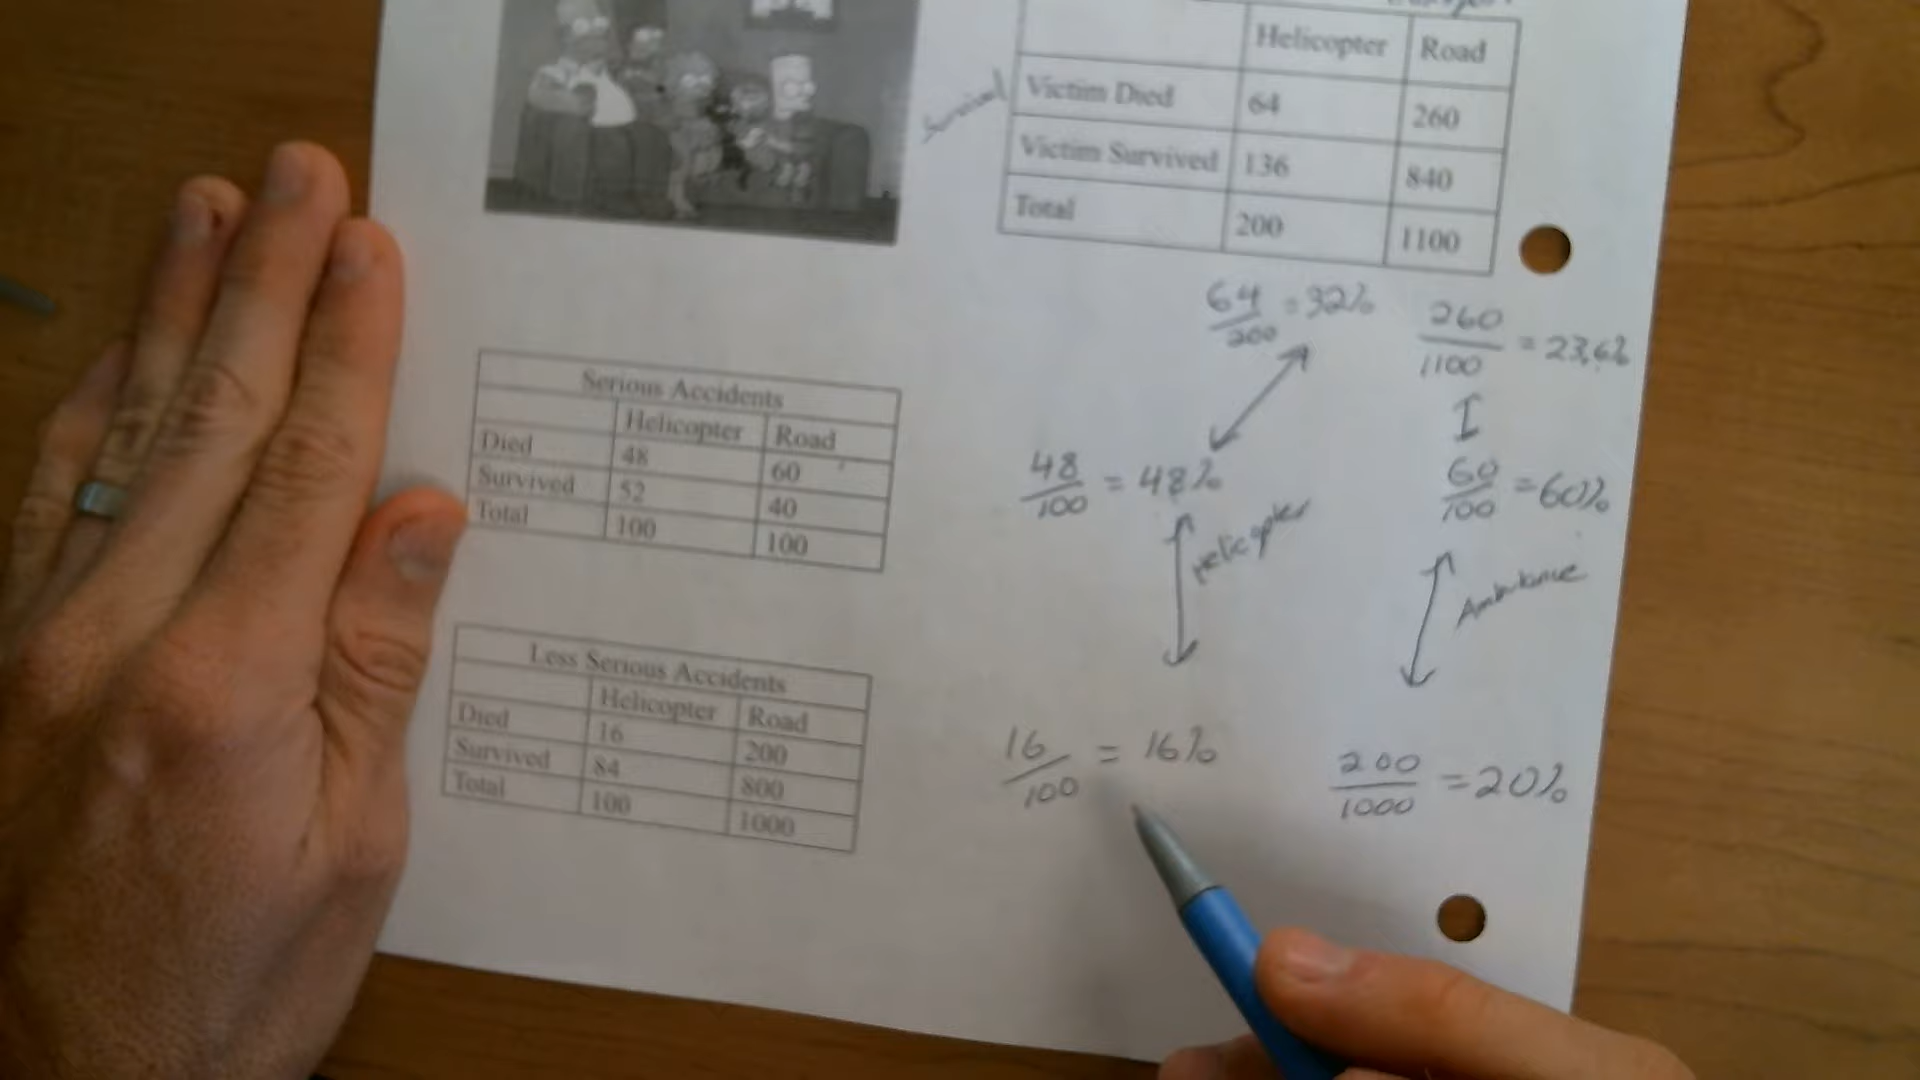 Helicopter Road
Survival
Victim Died 64 260
Victim Survived 136 840
Total 200 1100
64/200 = 32% 260/1100 = 23.6%
Serious Accidents
Helicopter Road
Died 48 60
Survived 52 40
Total 100 100
48/100 = 48% 60/100 = 60%
Helicopter
Ambulance
Less Serious Accidents
Helicopter Road
Died 16 200
Survived 84 800
Total 100 1000
16/100 = 16% 200/1000 = 20%